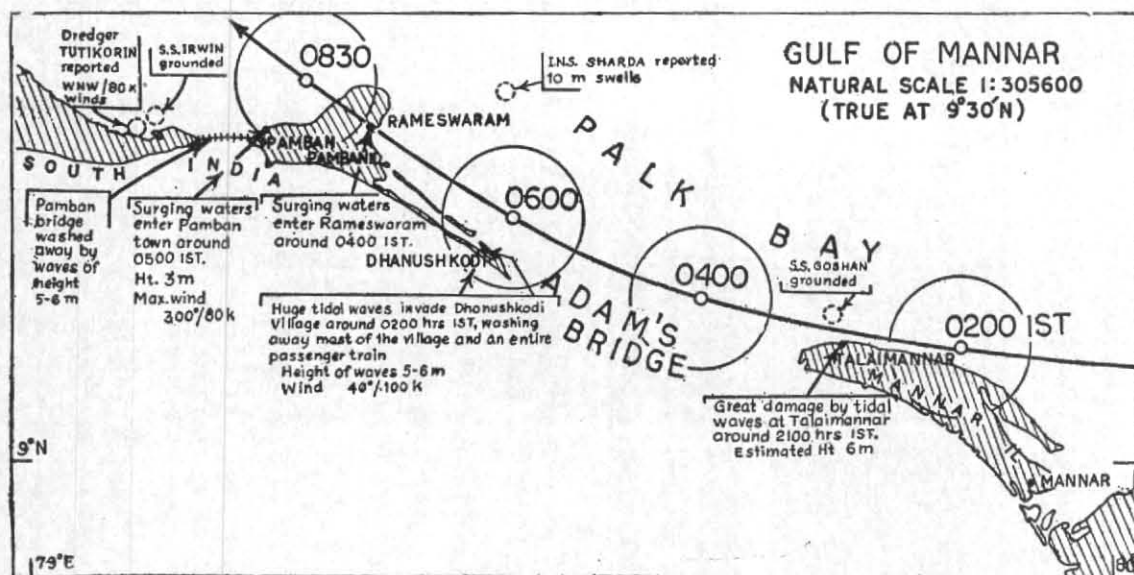 GULF OF MANNAR
NATURAL SCALE 1:305600
(TRUE AT 9°30'N)
Dredger
TUTIKORIN
reported
WNW/80 K
winds
S.S. IRWIN
grounded
0830
I.N.S. SHARDA reported
10 m swells
RAMESWARAM
PAMBAN
PAMBAN
SOUTH INDIA
PALK BAY
0600
0400
0200 IST
S.S. GOSHAN
grounded
DHANUSHKODI
ADAM'S
BRIDGE
TALAIMANNAR
MANNAR
MANNAR
Pamban
bridge
washed
away by
waves of
height
5-6 m
Surging waters
enter Pamban
town around
0500 IST.
Ht. 3m
Max. wind
300°/80 k
Surging waters
enter Rameswaram
around 0400 IST.
Huge tidal waves invade Dhonushkodi
Village around 0200 hrs IST, washing
away mast of the village and an entire
passenger train
Height of waves 5-6 m
Wind 40°/100 k
Great damage by tidal
waves at Talaimannar
around 2100 hrs IST.
Estimated Ht 6m
9°N
79°E